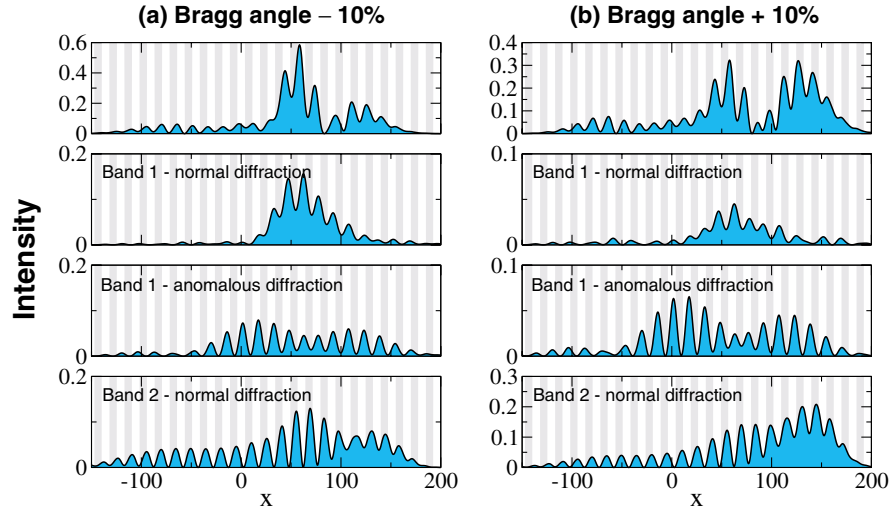 (a) Bragg angle – 10%
(b) Bragg angle + 10%
Intensity
0.6
0.4
0.2
0
0.4
0.3
0.2
0.1
0
0.2
0
Band 1 - normal diffraction
0.1
0
Band 1 - normal diffraction
0.2
0
Band 1 - anomalous diffraction
0.1
0
Band 1 - anomalous diffraction
0.2
0
Band 2 - normal diffraction
0.3
0.2
0.1
0
Band 2 - normal diffraction
-100 0 100 200
-100 0 100 200
x
x